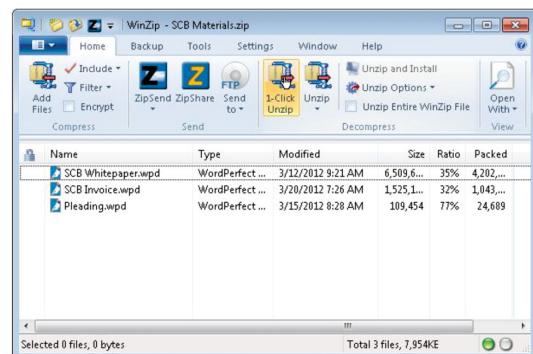 WinZip - SCB Materials.zip
Home Backup Tools Settings Window Help
Add Files
Include
Filter
Encrypt
Compress
ZipSend
ZipShare
FTP
Send to
Send
1-Click Unzip
Unzip
Unzip and Install
Unzip Options
Unzip Entire WinZip File
Decompress
Open With
View
Name Type Modified Size Ratio Packed
SCB Whitepaper.wpd WordPerfect ... 3/12/2012 9:21 AM 6,509,6... 35% 4,202,...
SCB Invoice.wpd WordPerfect ... 3/20/2012 7:26 AM 1,525,1... 32% 1,043,...
Pleading.wpd WordPerfect ... 3/15/2012 8:28 AM 109,454 77% 24,689
Selected 0 files, 0 bytes Total 3 files, 7,954KE